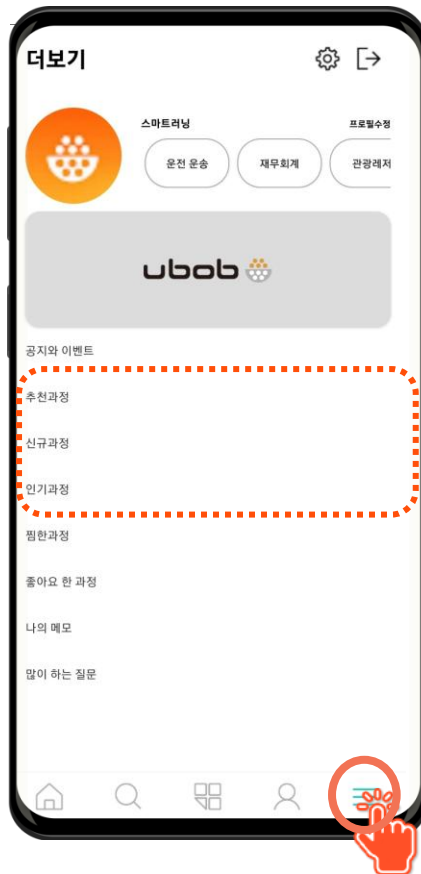 더보기
스마트러닝
프로필수정
운전 운송
재무회계
관광레저
ubob
공지와 이벤트
추천과정
신규과정
인기과정
찜한과정
좋아요 한 과정
나의 메모
많이 하는 질문